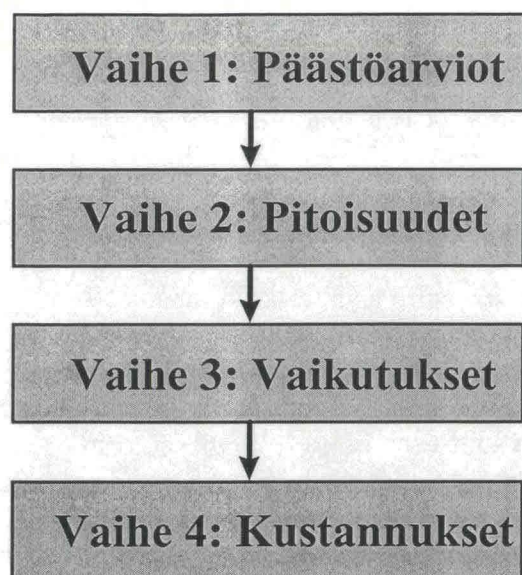 Vaihe 1: Päästöarviot
Vaihe 2: Pitoisuudet
Vaihe 3: Vaikutukset
Vaihe 4: Kustannukset